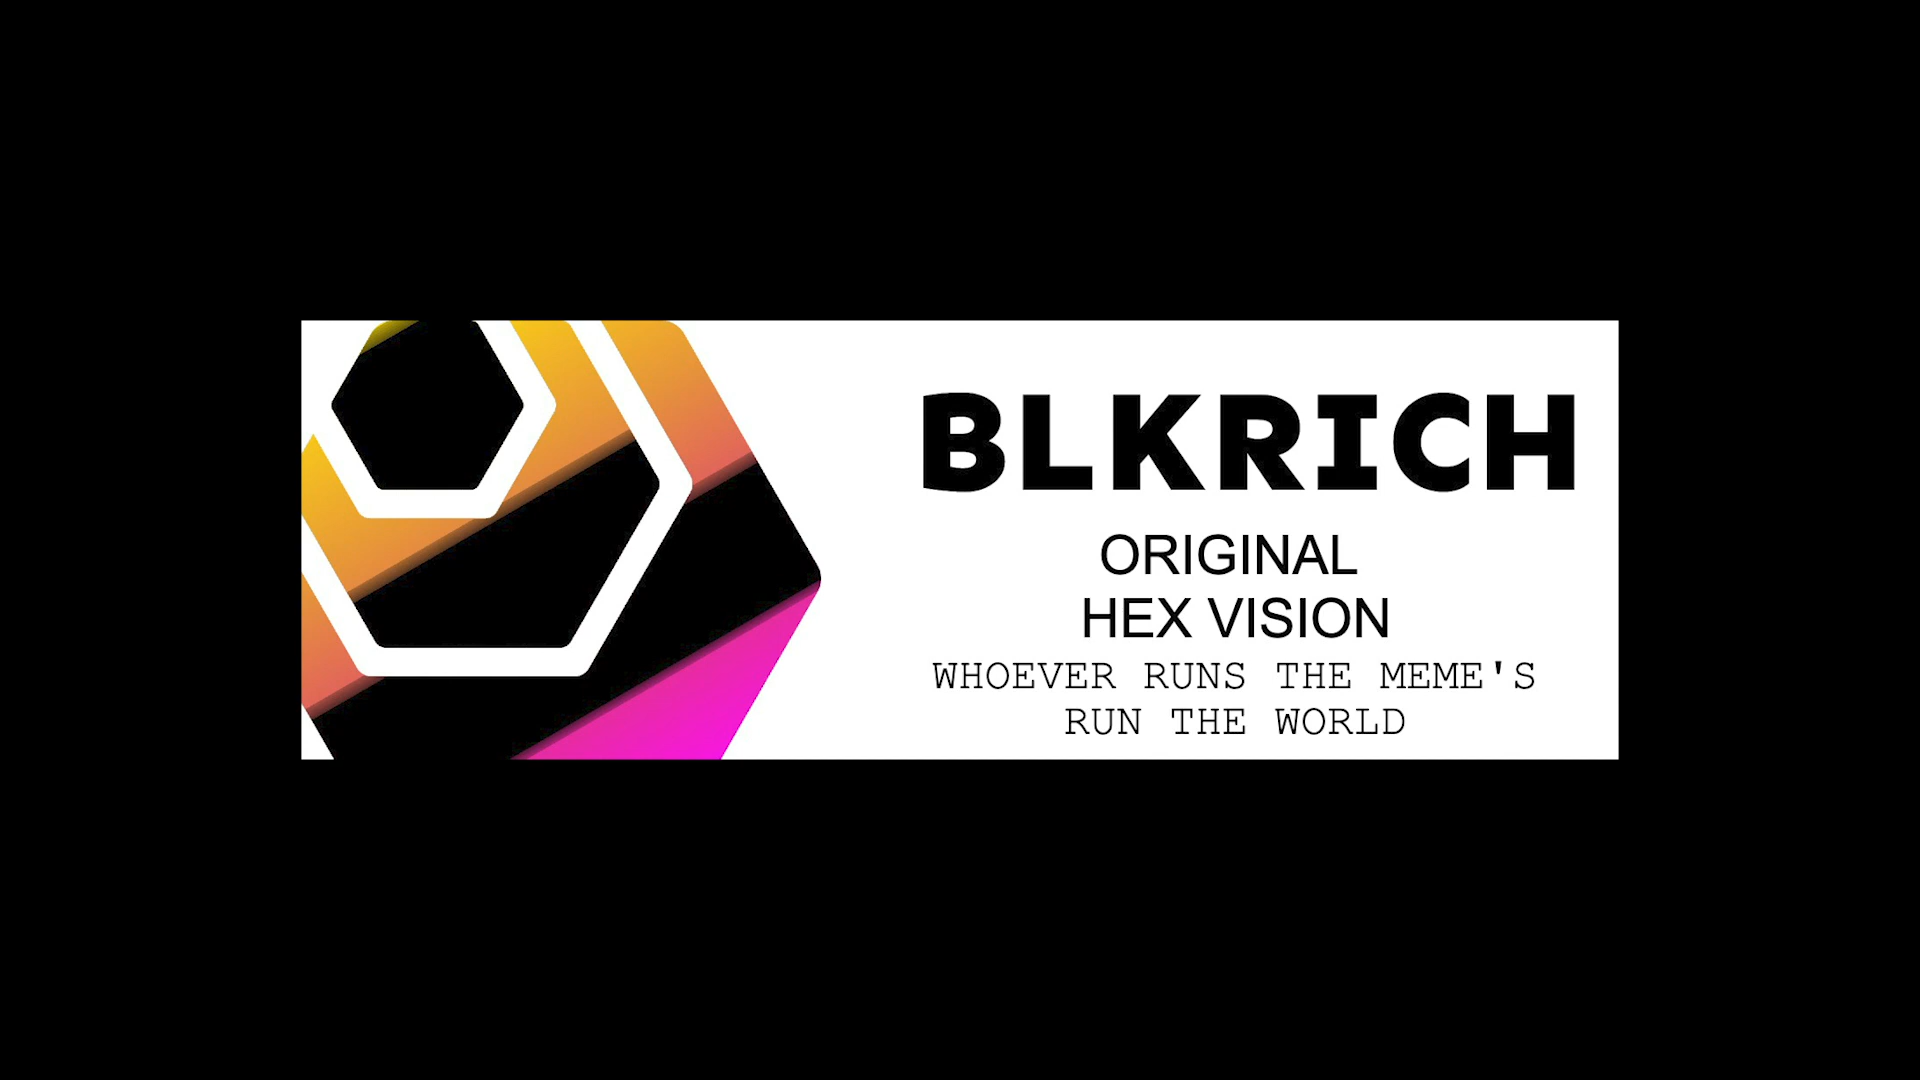 BLKRICH
ORIGINAL
HEX VISION
WHOEVER RUNS THE MEME'S
RUN THE WORLD